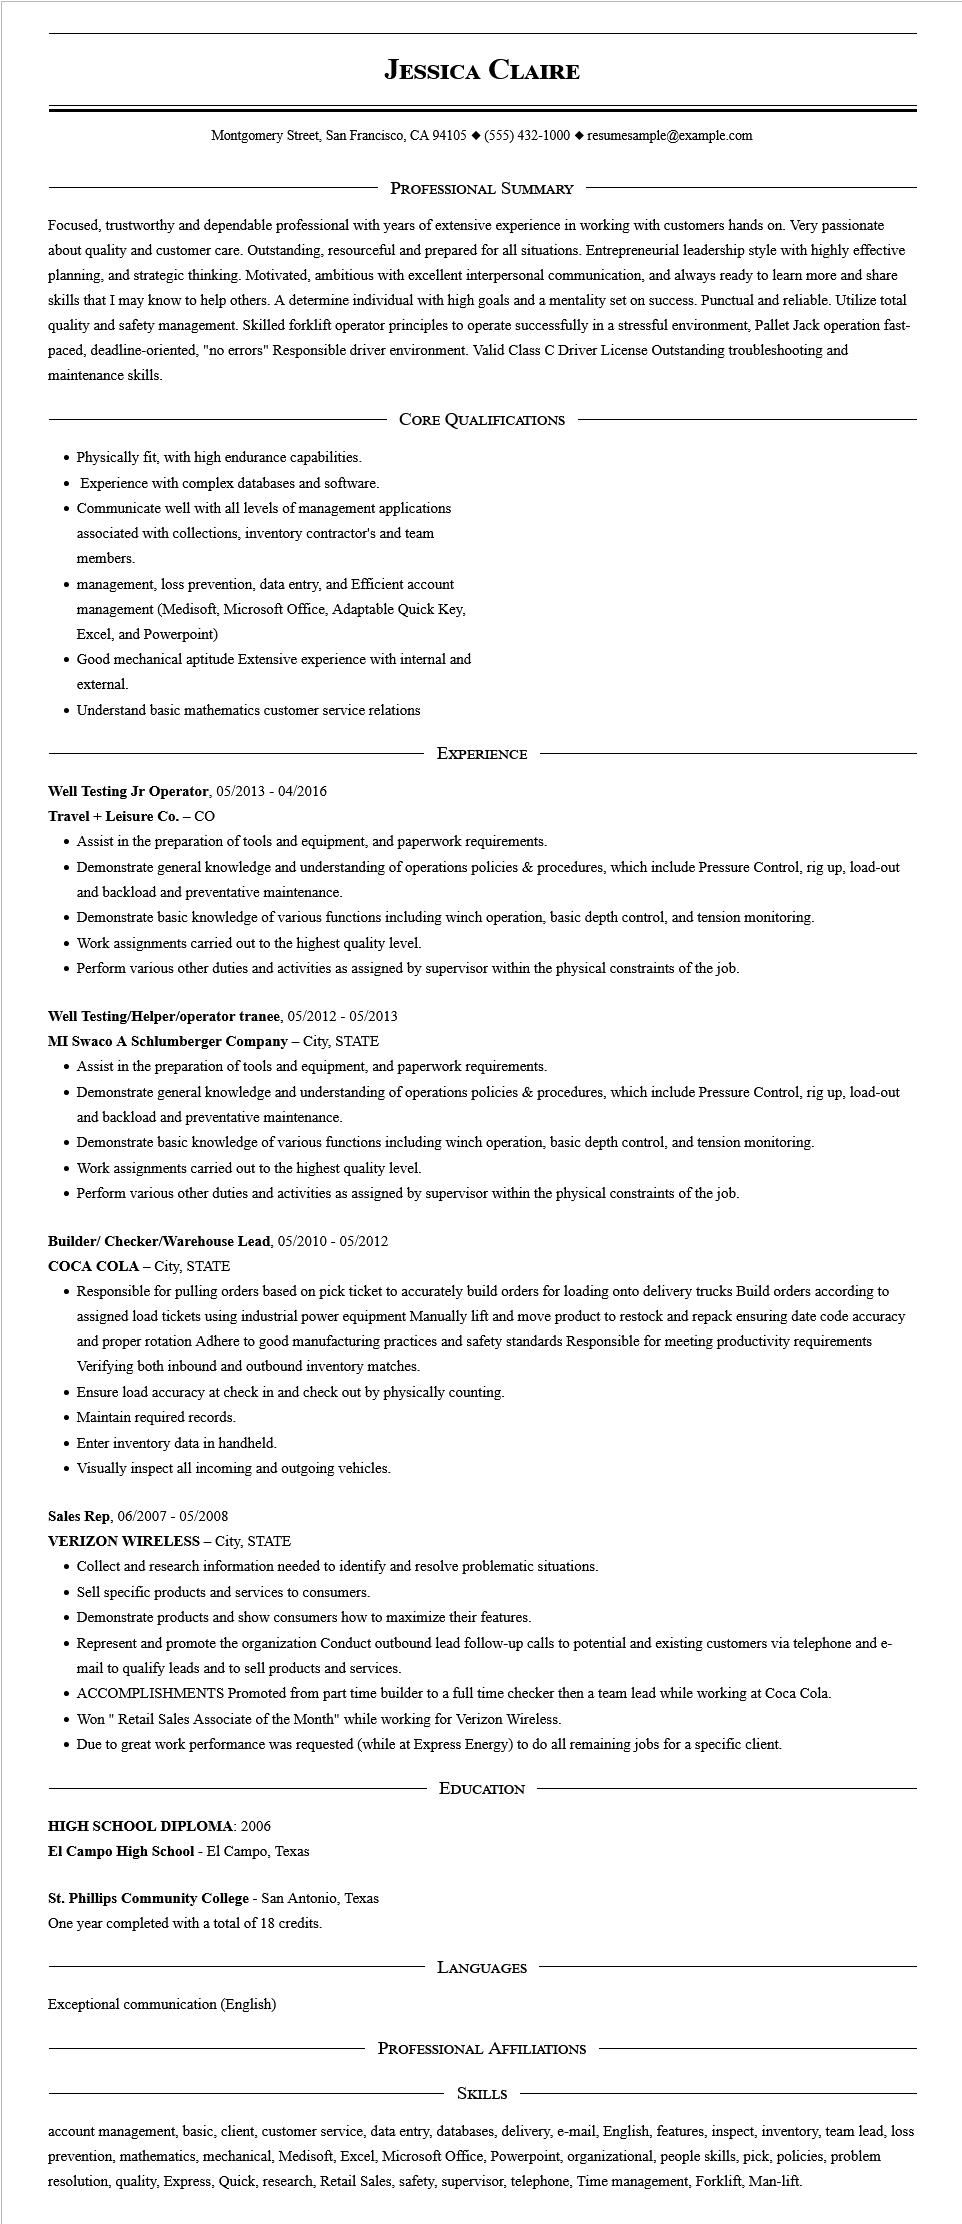 Jessica Claire
Montgomery Street, San Francisco, CA 94105 ◆ (555) 432-1000 ◆ resumesample@example.com
Professional Summary
Focused, trustworthy and dependable professional with years of extensive experience in working with customers hands on. Very passionate
about quality and customer care. Outstanding, resourceful and prepared for all situations. Entrepreneurial leadership style with highly effective
planning, and strategic thinking. Motivated, ambitious with excellent interpersonal communication, and always ready to learn more and share
skills that I may know to help others. A determine individual with high goals and a mentality set on success. Punctual and reliable. Utilize total
quality and safety management. Skilled forklift operator principles to operate successfully in a stressful environment, Pallet Jack operation fast-
paced, deadline-oriented, "no errors" Responsible driver environment. Valid Class C Driver License Outstanding troubleshooting and
maintenance skills.
Core Qualifications
• Physically fit, with high endurance capabilities.
• Experience with complex databases and software.
• Communicate well with all levels of management applications
associated with collections, inventory contractor's and team
members.
• management, loss prevention, data entry, and Efficient account
management (Medisoft, Microsoft Office, Adaptable Quick Key,
Excel, and Powerpoint)
• Good mechanical aptitude Extensive experience with internal and
external.
• Understand basic mathematics customer service relations
Experience
Well Testing Jr Operator, 05/2013 - 04/2016
Travel + Leisure Co. – CO
• Assist in the preparation of tools and equipment, and paperwork requirements.
• Demonstrate general knowledge and understanding of operations policies & procedures, which include Pressure Control, rig up, load-out
and backload and preventative maintenance.
• Demonstrate basic knowledge of various functions including winch operation, basic depth control, and tension monitoring.
• Work assignments carried out to the highest quality level.
• Perform various other duties and activities as assigned by supervisor within the physical constraints of the job.
Well Testing/Helper/operator tranee, 05/2012 - 05/2013
MI Swaco A Schlumberger Company – City, STATE
• Assist in the preparation of tools and equipment, and paperwork requirements.
• Demonstrate general knowledge and understanding of operations policies & procedures, which include Pressure Control, rig up, load-out
and backload and preventative maintenance.
• Demonstrate basic knowledge of various functions including winch operation, basic depth control, and tension monitoring.
• Work assignments carried out to the highest quality level.
• Perform various other duties and activities as assigned by supervisor within the physical constraints of the job.
Builder/ Checker/Warehouse Lead, 05/2010 - 05/2012
COCA COLA – City, STATE
• Responsible for pulling orders based on pick ticket to accurately build orders for loading onto delivery trucks Build orders according to
assigned load tickets using industrial power equipment Manually lift and move product to restock and repack ensuring date code accuracy
and proper rotation Adhere to good manufacturing practices and safety standards Responsible for meeting productivity requirements
Verifying both inbound and outbound inventory matches.
• Ensure load accuracy at check in and check out by physically counting.
• Maintain required records.
• Enter inventory data in handheld.
• Visually inspect all incoming and outgoing vehicles.
Sales Rep, 06/2007 - 05/2008
VERIZON WIRELESS – City, STATE
• Collect and research information needed to identify and resolve problematic situations.
• Sell specific products and services to consumers.
• Demonstrate products and show consumers how to maximize their features.
• Represent and promote the organization Conduct outbound lead follow-up calls to potential and existing customers via telephone and e-
mail to qualify leads and to sell products and services.
• ACCOMPLISHMENTS Promoted from part time builder to a full time checker then a team lead while working at Coca Cola.
• Won " Retail Sales Associate of the Month" while working for Verizon Wireless.
• Due to great work performance was requested (while at Express Energy) to do all remaining jobs for a specific client.
Education
HIGH SCHOOL DIPLOMA: 2006
El Campo High School - El Campo, Texas
St. Phillips Community College - San Antonio, Texas
One year completed with a total of 18 credits.
Languages
Exceptional communication (English)
Professional Affiliations
Skills
account management, basic, client, customer service, data entry, databases, delivery, e-mail, English, features, inspect, inventory, team lead, loss
prevention, mathematics, mechanical, Medisoft, Excel, Microsoft Office, Powerpoint, organizational, people skills, pick, policies, problem
resolution, quality, Express, Quick, research, Retail Sales, safety, supervisor, telephone, Time management, Forklift, Man-lift.